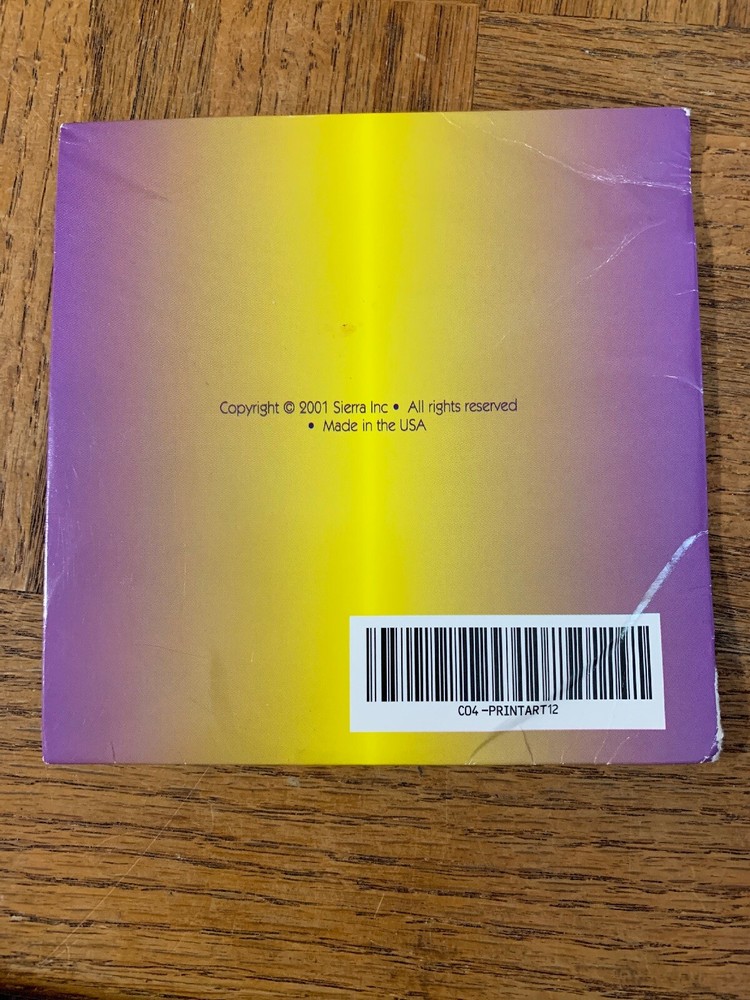 Copyright © 2001 Sierra Inc • All rights reserved
• Made in the USA
C04-PRINTART12